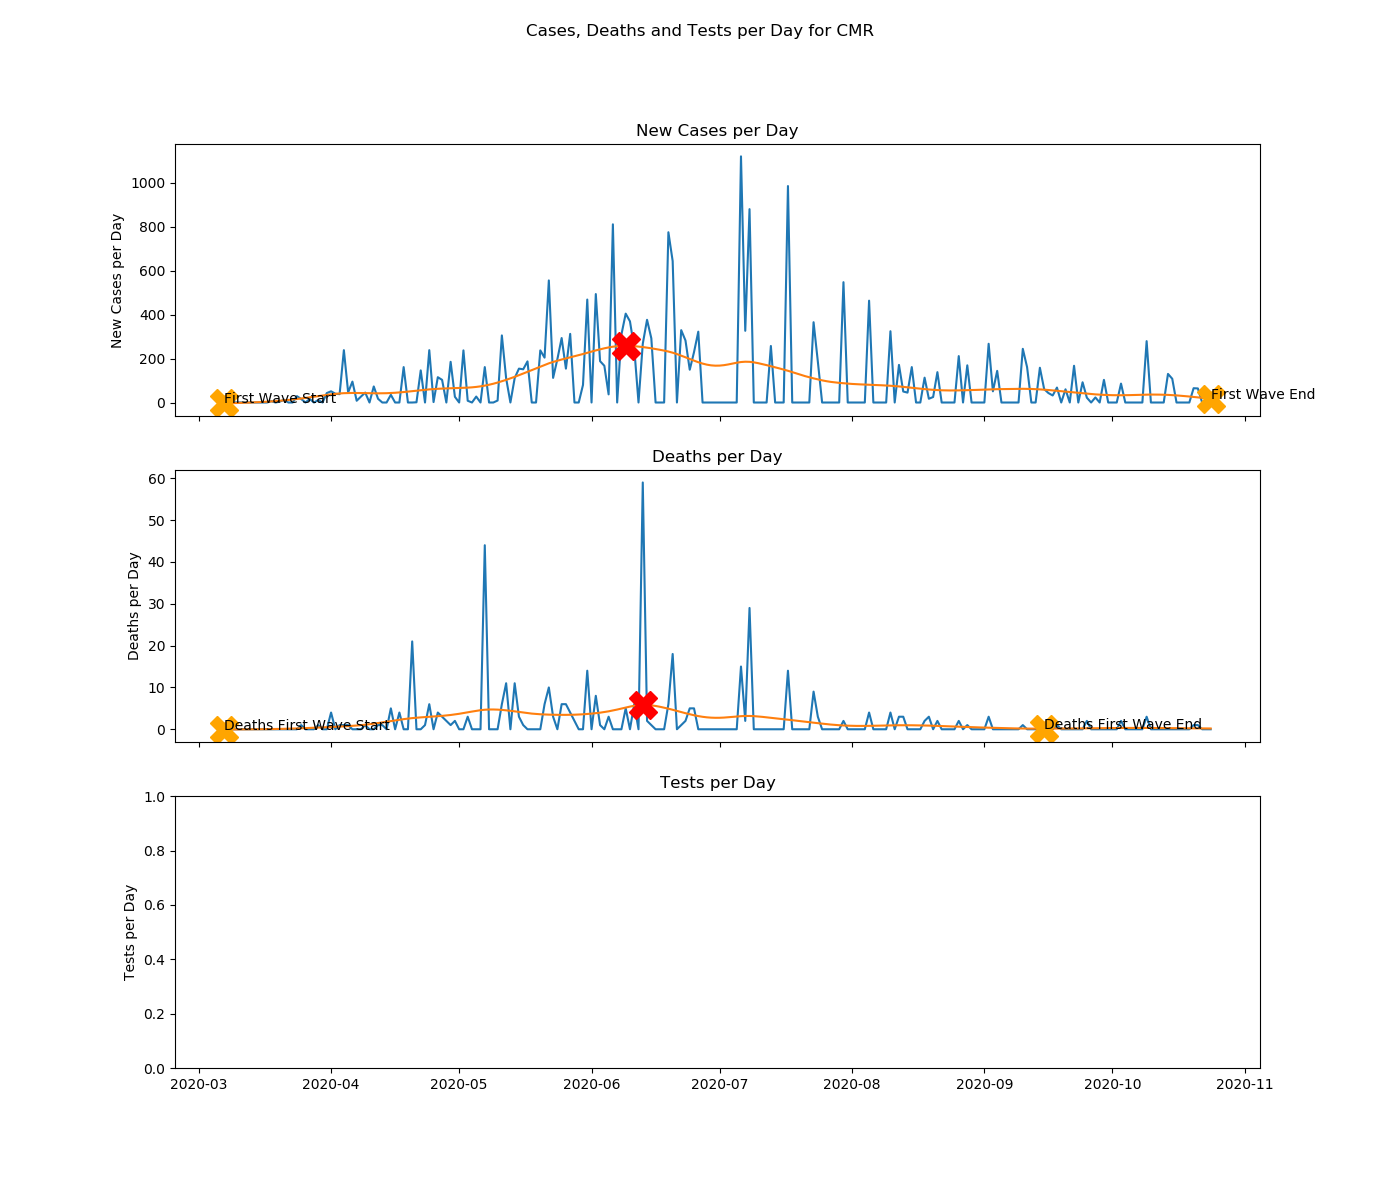 Cases, Deaths and Tests per Day for CMR
New Cases per Day
New Cases per Day
1000
800
600
400
200
0
First Wave Start
First Wave End
Deaths per Day
Deaths per Day
60
50
40
30
20
10
0
Deaths First Wave Start
Deaths First Wave End
Tests per Day
Tests per Day
1.0
0.8
0.6
0.4
0.2
0.0
2020-03 2020-04 2020-05 2020-06 2020-07 2020-08 2020-09 2020-10 2020-11